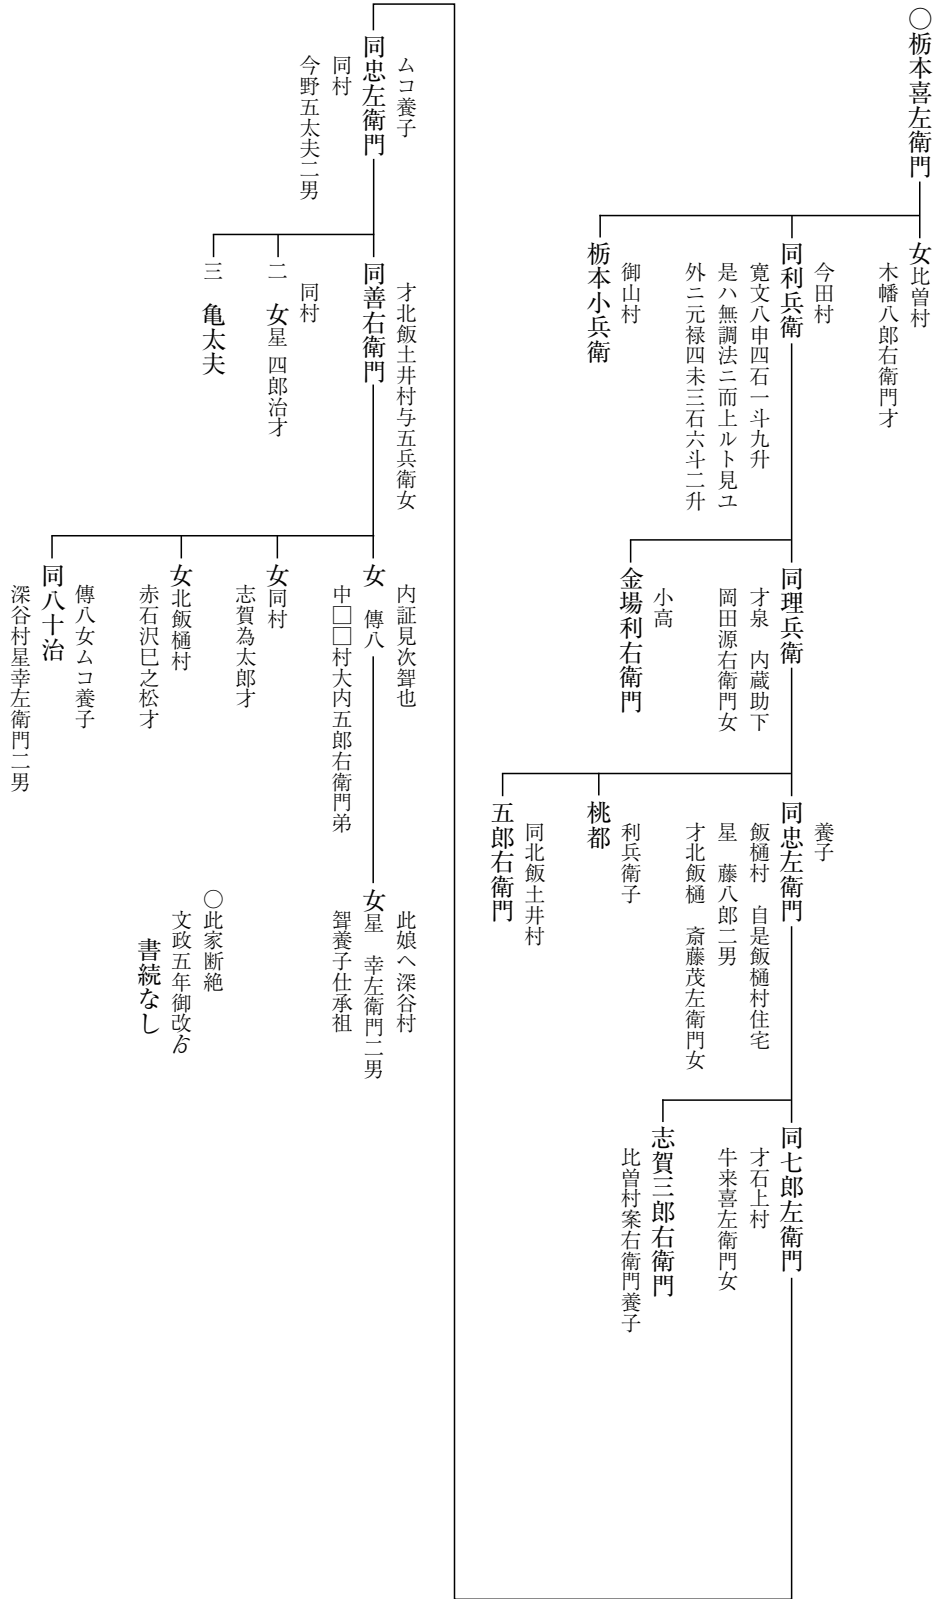 〇栃本喜左衛門
女比曽村
木幡八郎右衛門才
今田村
同利兵衛
寛文八申四石一斗九升
是ハ無調法ニ而上ルト見ユ
外ニ元禄四未三石六斗二升
御山村
栃本小兵衛
同理兵衛
才泉　内蔵助下
岡田源右衛門女
小高
金場利右衛門
養子
同忠左衛門
飯樋村　自是飯樋村住宅
星　藤八郎二男
才北飯樋　斎藤茂左衛門女
利兵衛子
桃都
同北飯土井村
五郎右衛門
同七郎左衛門
才石上村
牛来喜左衛門女
志賀三郎右衛門
比曽村案右衛門養子
ムコ養子
同忠左衛門
同村
今野五太夫二男
才北飯土井村与五兵衛女
同善右衛門
同村
二　女星　四郎治才
三　亀太夫
内証見次聟也
女　傳八
中□□村大内五郎右衛門弟
女同村
志賀為太郎才
女北飯樋村
赤石沢巳之松才
傳八女ムコ養子
同八十治
深谷村星幸左衛門二男
此娘へ深谷村
女星　幸左衛門二男
聟養子仕承祖
〇此家断絶
文政五年御改ゟ
書続なし